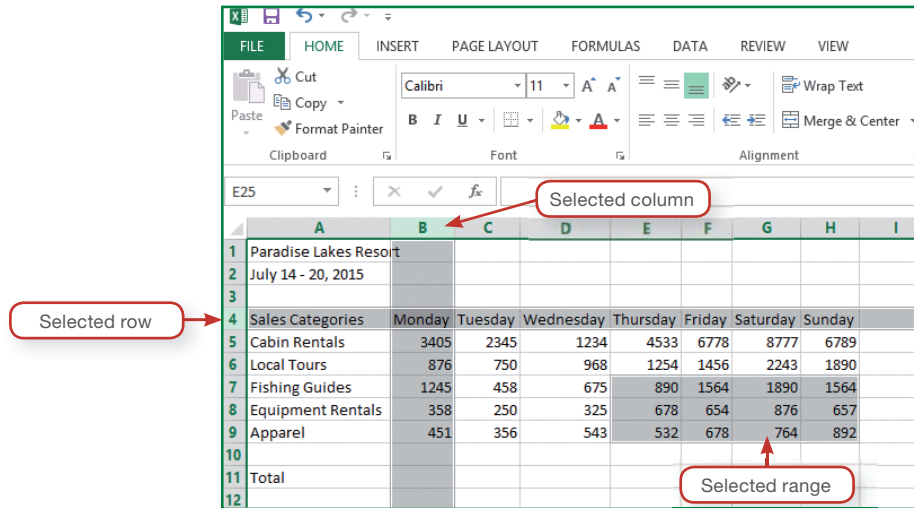 FILE HOME INSERT PAGE LAYOUT FORMULAS DATA REVIEW VIEW
Cut
Copy
Format Painter
Paste
Clipboard
Calibri 11 A A
B I U A
Font
Wrap Text
Merge & Center
Alignment
E25 fx
Selected column
A B C D E F G H I
1 Paradise Lakes Resort
2 July 14 - 20, 2015
3
Selected row
4 Sales Categories Monday Tuesday Wednesday Thursday Friday Saturday Sunday
5 Cabin Rentals 3405 2345 1234 4533 6778 8777 6789
6 Local Tours 876 750 968 1254 1456 2243 1890
7 Fishing Guides 1245 458 675 890 1564 1890 1564
8 Equipment Rentals 358 250 325 678 654 876 657
9 Apparel 451 356 543 532 678 764 892
10
11 Total
12
Selected range